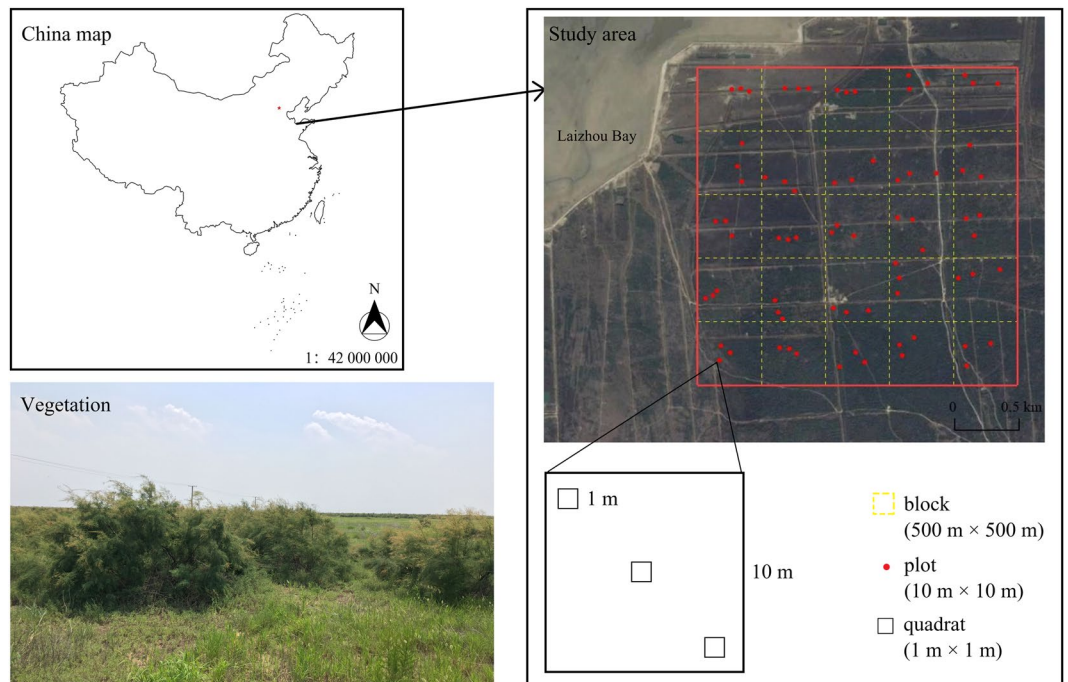 China map
N
1: 42 000 000
Vegetation
Study area
Laizhou Bay
0 0.5 km
1 m
10 m
block
(500 m × 500 m)
plot
(10 m × 10 m)
quadrat
(1 m × 1 m)